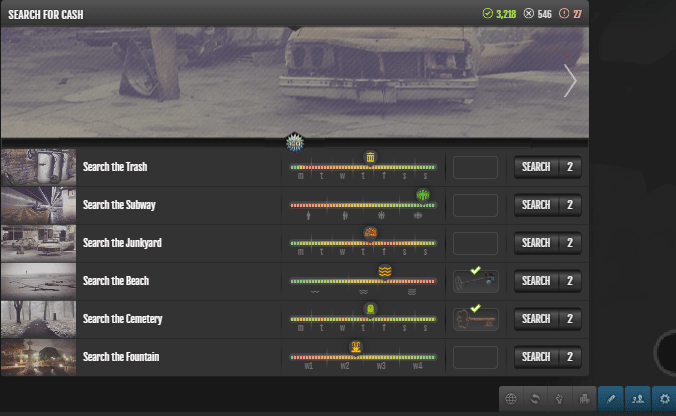 SEARCH FOR CASH 3,218 546 27
Search the Trash SEARCH 2
m t w t f s s
Search the Subway SEARCH 2
Search the Junkyard SEARCH 2
m t w t f s s
Search the Beach SEARCH 2
Search the Cemetery SEARCH 2
m t w t f s s
Search the Fountain SEARCH 2
w1 w2 w3 w4